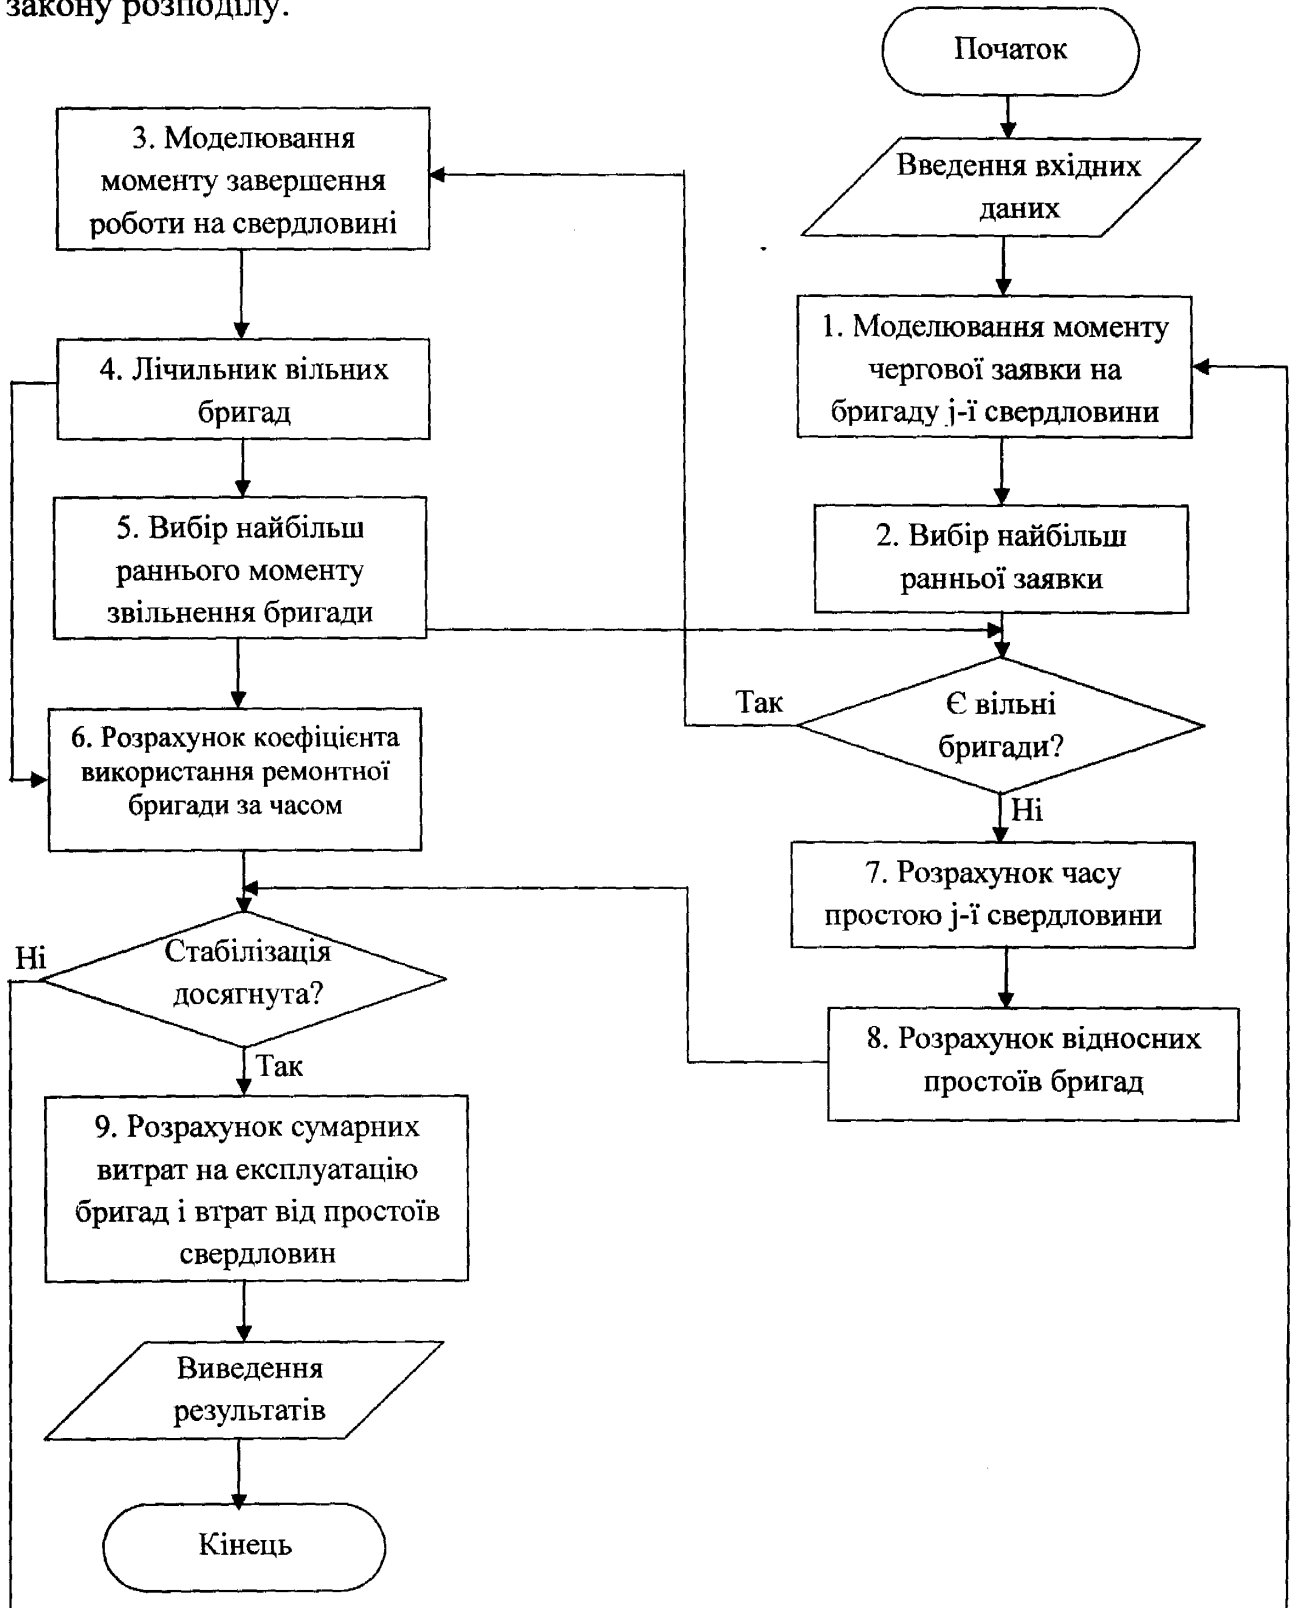 закону розподілу.
Початок
Введення вхідних
даних
1. Моделювання моменту
чергової заявки на
бригаду j-ї свердловини
2. Вибір найбільш
ранньої заявки
Є вільні
бригади?
Так
Ні
3. Моделювання
моменту завершення
роботи на свердловині
4. Лічильник вільних
бригад
5. Вибір найбільш
раннього моменту
звільнення бригади
6. Розрахунок коефіцієнта
використання ремонтної
бригади за часом
7. Розрахунок часу
простою j-ї свердловини
8. Розрахунок відносних
простоїв бригад
Стабілізація
досягнута?
Ні
Так
9. Розрахунок сумарних
витрат на експлуатацію
бригад і втрат від простоїв
свердловин
Виведення
результатів
Кінець